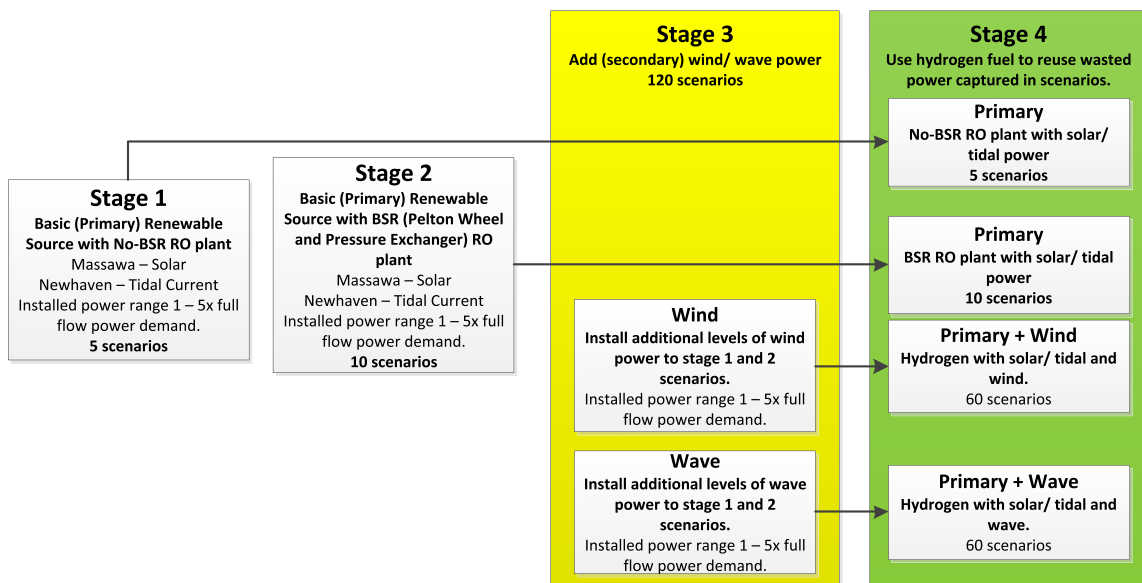 Stage 1
Basic (Primary) Renewable
Source with No-BSR RO plant
Massawa – Solar
Newhaven – Tidal Current
Installed power range 1 – 5x full
flow power demand.
5 scenarios
Stage 2
Basic (Primary) Renewable
Source with BSR (Pelton Wheel
and Pressure Exchanger) RO
plant
Massawa – Solar
Newhaven – Tidal Current
Installed power range 1 – 5x full
flow power demand.
10 scenarios
Stage 3
Add (secondary) wind/ wave power
120 scenarios
Wind
Install additional levels of wind
power to stage 1 and 2
scenarios.
Installed power range 1 – 5x full
flow power demand.
Wave
Install additional levels of wave
power to stage 1 and 2
scenarios.
Installed power range 1 – 5x full
flow power demand.
Stage 4
Use hydrogen fuel to reuse wasted
power captured in scenarios.
Primary
No-BSR RO plant with solar/
tidal power
5 scenarios
Primary
BSR RO plant with solar/ tidal
power
10 scenarios
Primary + Wind
Hydrogen with solar/ tidal and
wind.
60 scenarios
Primary + Wave
Hydrogen with solar/ tidal and
wave.
60 scenarios